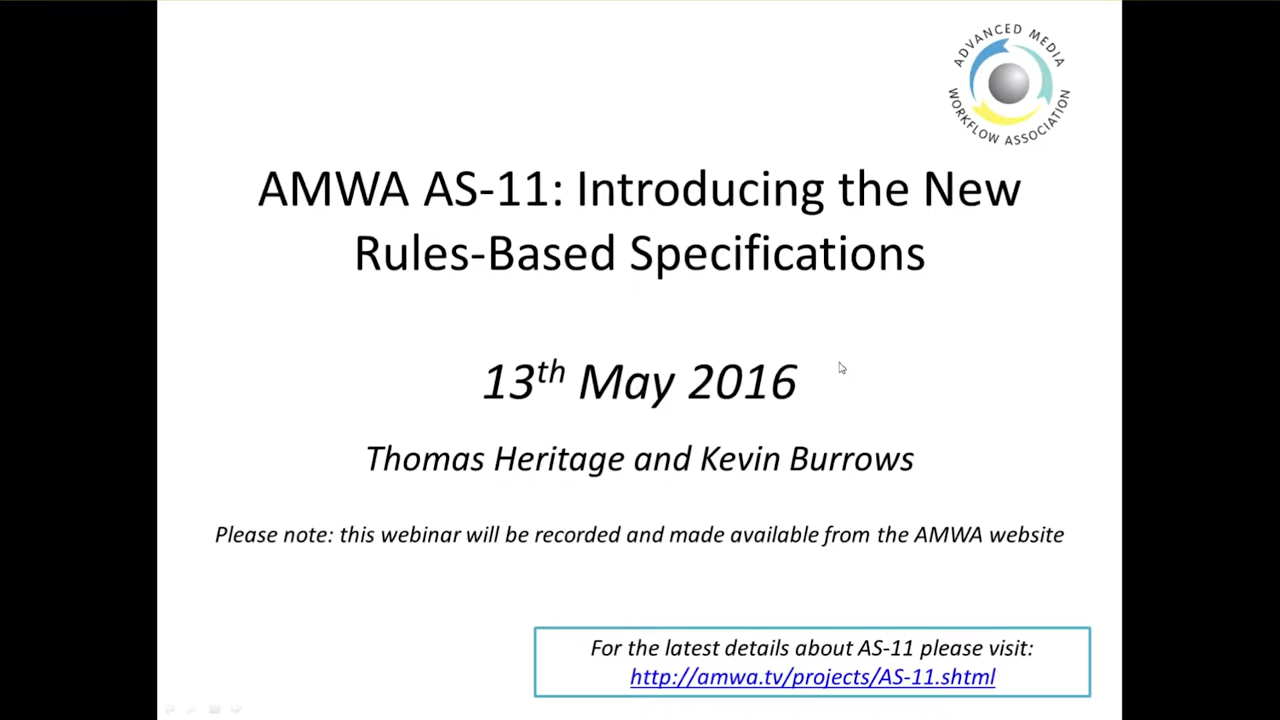 ADVANCED MEDIA
WORKFLOW ASSOCIATION
AMWA AS-11: Introducing the New
Rules-Based Specifications
13th May 2016
Thomas Heritage and Kevin Burrows
Please note: this webinar will be recorded and made available from the AMWA website
For the latest details about AS-11 please visit:
http://amwa.tv/projects/AS-11.shtml